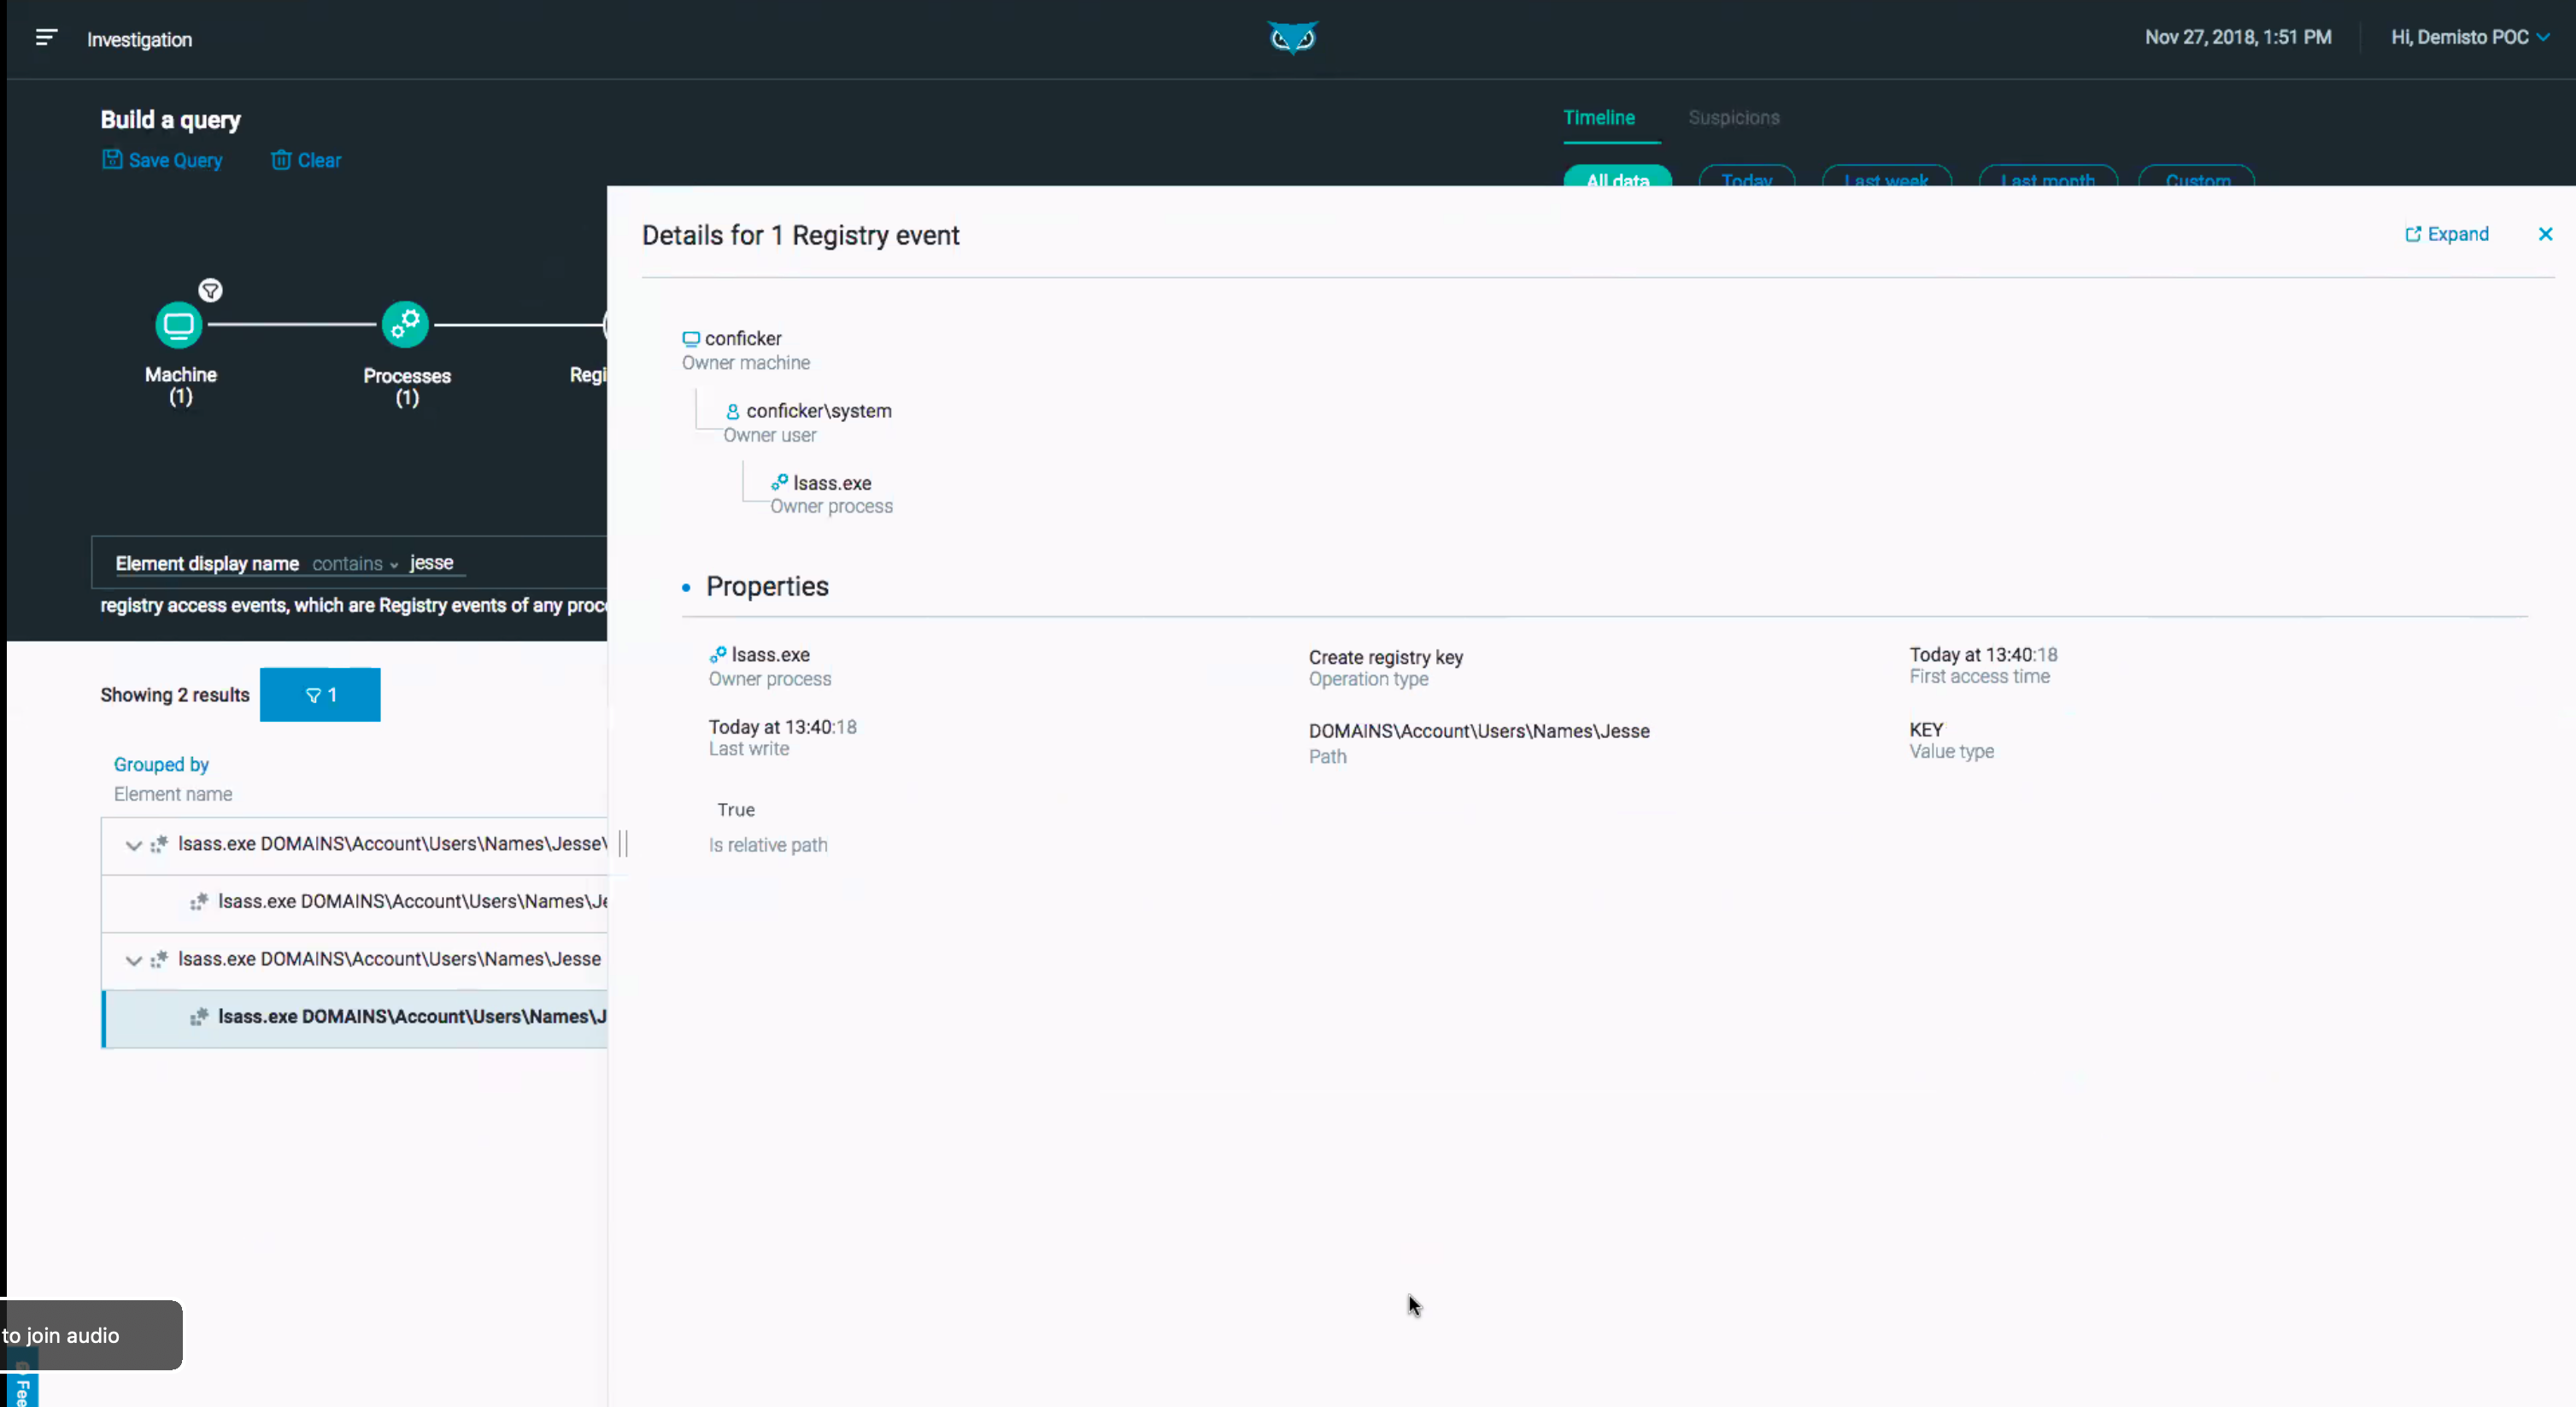 Investigation
Nov 27, 2018, 1:51 PM
Hi, Demisto POC
Build a query
Save Query
Clear
Timeline
Suspicions
All data
Today
Last week
Last month
Custom
Machine
(1)
Processes
(1)
Regi
Element display name contains jesse
registry access events, which are Registry events of any proce
Showing 2 results
1
Grouped by
Element name
lsass.exe DOMAINS\Account\Users\Names\Jesse\
lsass.exe DOMAINS\Account\Users\Names\Je
lsass.exe DOMAINS\Account\Users\Names\Jesse
lsass.exe DOMAINS\Account\Users\Names\J
Details for 1 Registry event
Expand
conficker
Owner machine
conficker\system
Owner user
lsass.exe
Owner process
Properties
lsass.exe
Owner process
Create registry key
Operation type
Today at 13:40:18
First access time
Today at 13:40:18
Last write
DOMAINS\Account\Users\Names\Jesse
Path
KEY
Value type
True
Is relative path
to join audio
Fee